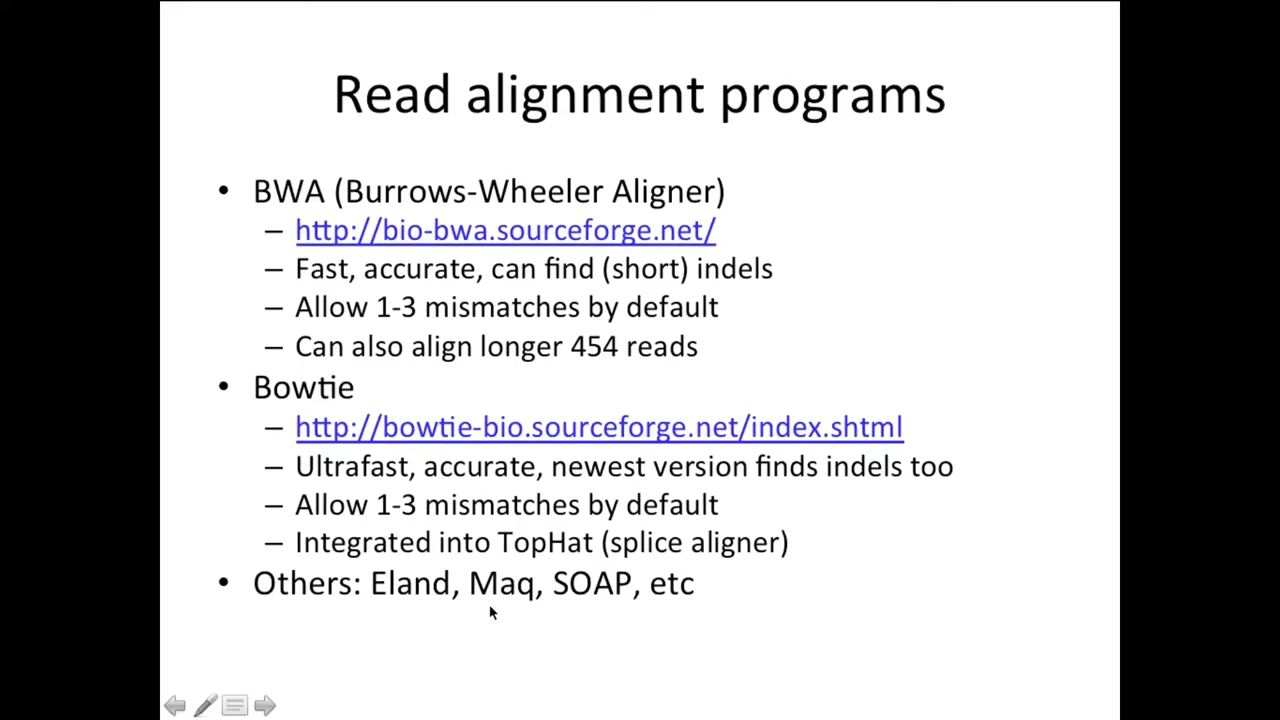 Read alignment programs
• BWA (Burrows-Wheeler Aligner)
– http://bio-bwa.sourceforge.net/
– Fast, accurate, can find (short) indels
– Allow 1-3 mismatches by default
– Can also align longer 454 reads
• Bowtie
– http://bowtie-bio.sourceforge.net/index.shtml
– Ultrafast, accurate, newest version finds indels too
– Allow 1-3 mismatches by default
– Integrated into TopHat (splice aligner)
• Others: Eland, Maq, SOAP, etc